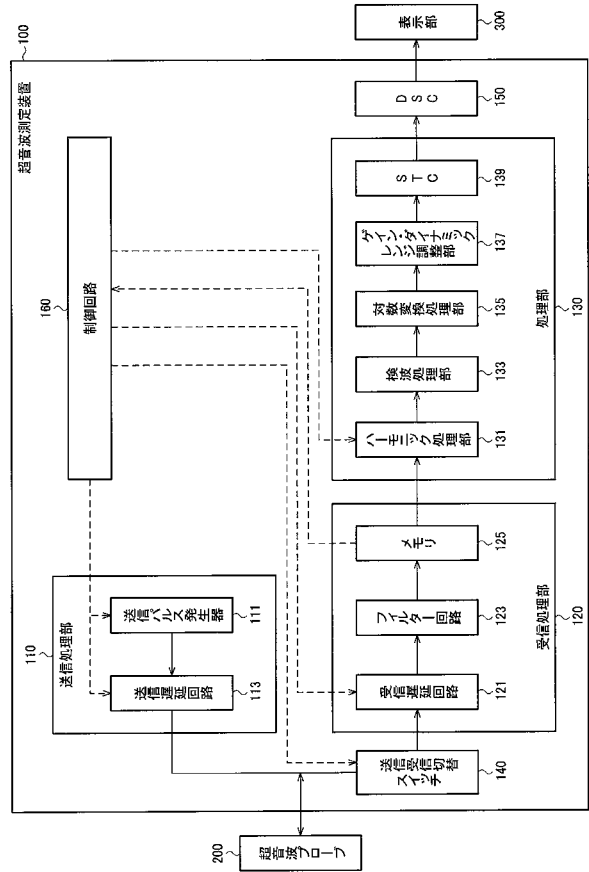 超音波測定装置
100
160
制御回路
110
送信処理部
送信パルス発生器
111
送信遅延回路
113
200
超音波プローブ
送信受信切替
スイッチ
140
受信遅延回路
121
フィルター回路
123
メモリ
125
受信処理部
120
ハーモニック処理部
131
検波処理部
133
対数変換処理部
135
ゲイン・ダイナミック
レンジ調整部
137
STC
139
処理部
130
DSC
150
表示部
300